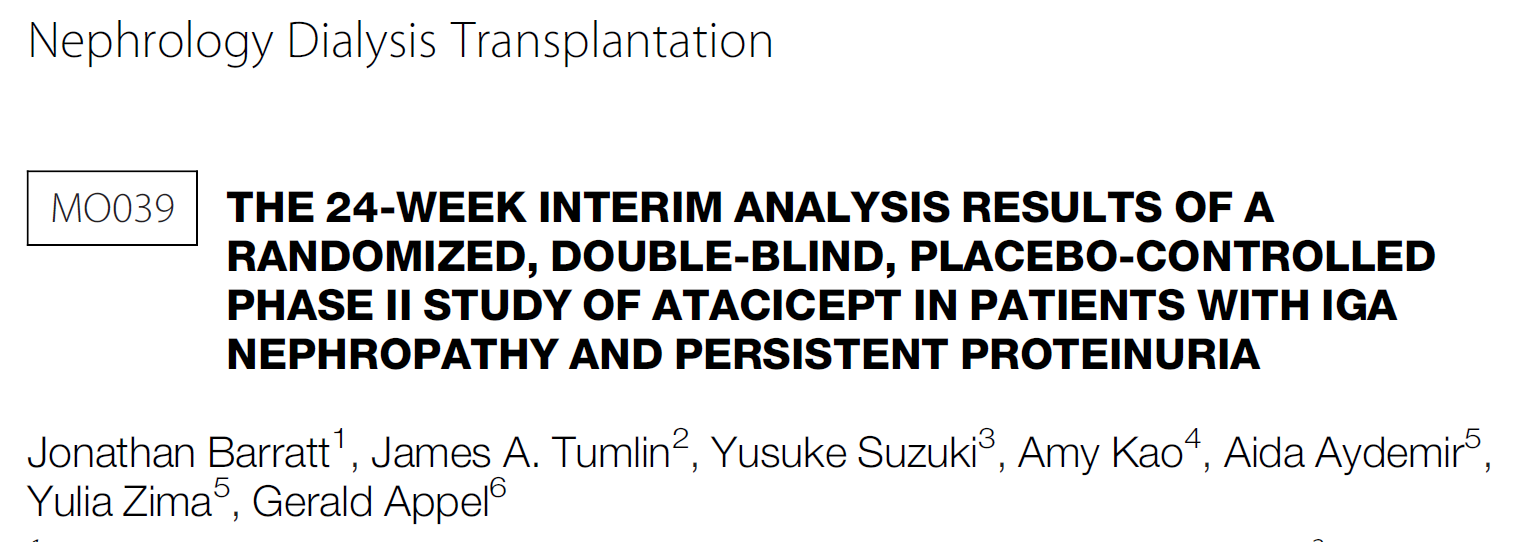 Nephrology Dialysis Transplantation
MO039
THE 24-WEEK INTERIM ANALYSIS RESULTS OF A
RANDOMIZED, DOUBLE-BLIND, PLACEBO-CONTROLLED
PHASE II STUDY OF ATACICEPT IN PATIENTS WITH IGA
NEPHROPATHY AND PERSISTENT PROTEINURIA
Jonathan Barratt1, James A. Tumlin2, Yusuke Suzuki3, Amy Kao4, Aida Aydemir5,
Yulia Zima5, Gerald Appel6